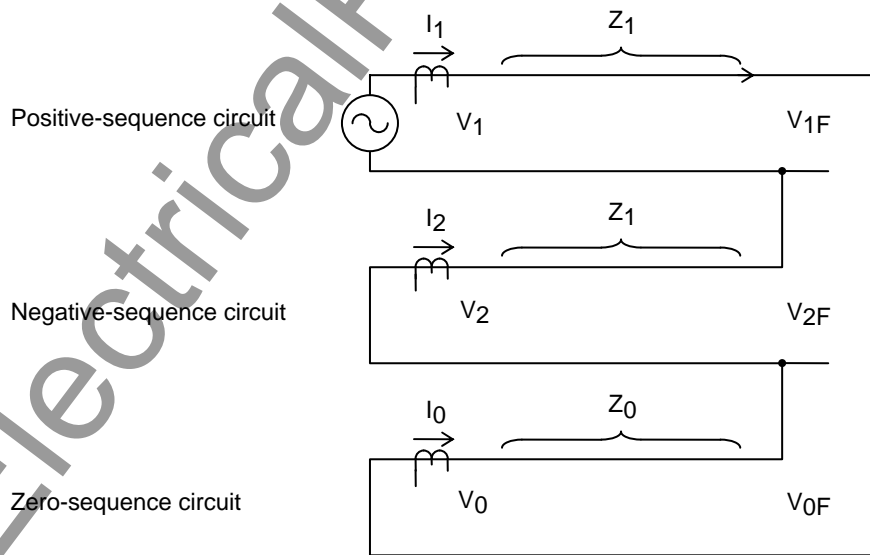 I1
Z1
Positive-sequence circuit
V1
V1F
I2
Z1
Negative-sequence circuit
V2
V2F
I0
Z0
Zero-sequence circuit
V0
V0F